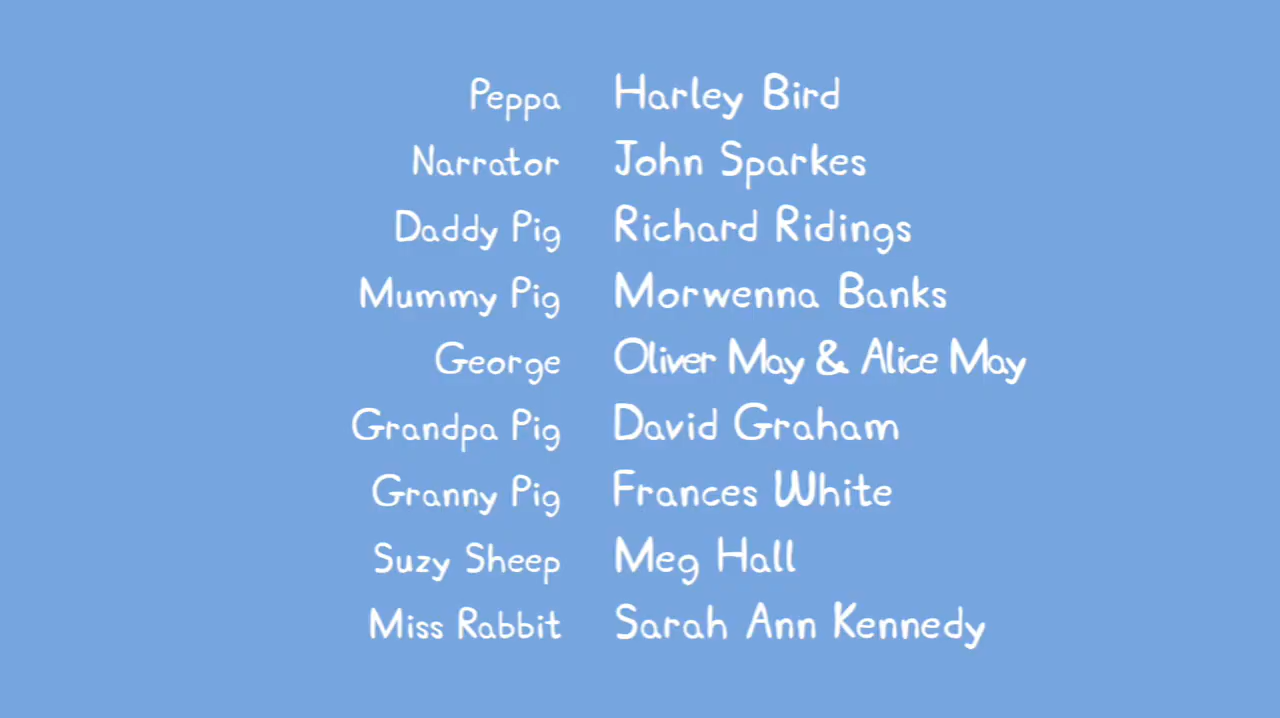 Peppa Harley Bird
Narrator John Sparkes
Daddy Pig Richard Ridings
Mummy Pig Morwenna Banks
George Oliver May & Alice May
Grandpa Pig David Graham
Granny Pig Frances White
Suzy Sheep Meg Hall
Miss Rabbit Sarah Ann Kennedy